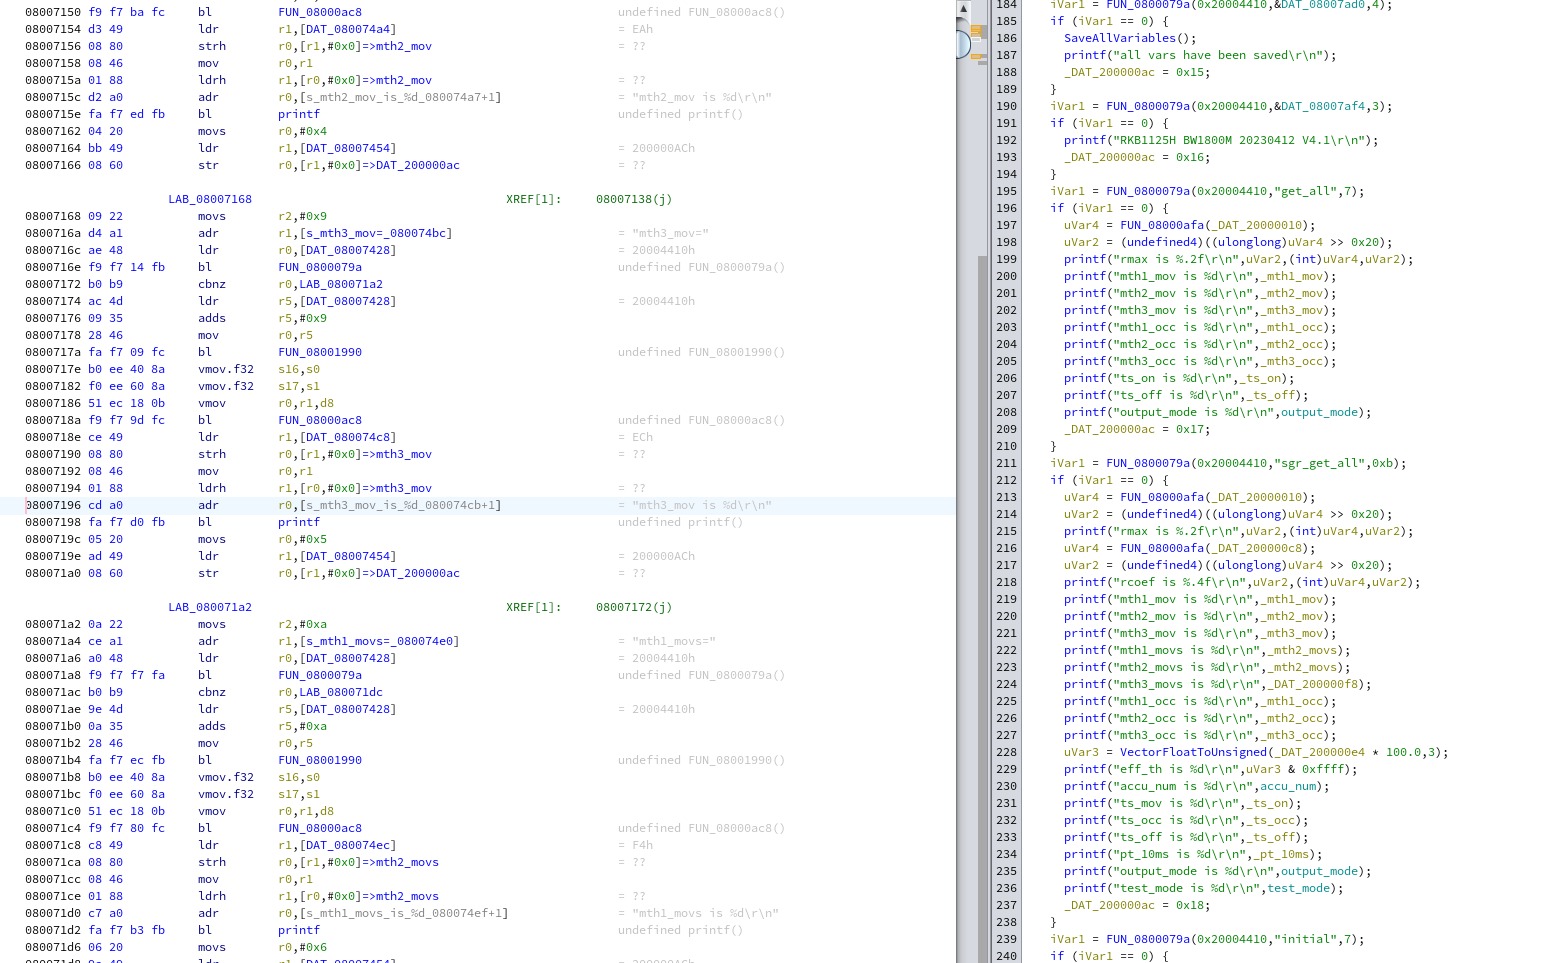 08007150 f9 f7 ba fc bl FUN_08000ac8 undefined FUN_08000ac8()
08007154 d3 49 ldr r1,[DAT_080074a4] = EAh
08007156 08 80 strh r0,[r1,#0x0]=>mth2_mov = ??
08007158 08 46 mov r0,r1
0800715a 01 88 ldrh r1,[r0,#0x0]=>mth2_mov = ??
0800715c d2 a0 adr r0,[s_mth2_mov_is_%d_080074a7+1] = "mth2_mov is %d\r\n"
0800715e fa f7 ed fb bl printf undefined printf()
08007162 04 20 movs r0,#0x4
08007164 bb 49 ldr r1,[DAT_08007454] = 200000ACh
08007166 08 60 str r0,[r1,#0x0]=>DAT_200000ac = ??
LAB_08007168 XREF[1]: 08007138(j)
08007168 09 22 movs r2,#0x9
0800716a d4 a1 adr r1,[s_mth3_mov=_080074bc] = "mth3_mov="
0800716c ae 48 ldr r0,[DAT_08007428] = 20004410h
0800716e f9 f7 14 fb bl FUN_0800079a undefined FUN_0800079a()
08007172 b0 b9 cbnz r0,LAB_080071a2
08007174 ac 4d ldr r5,[DAT_08007428] = 20004410h
08007176 09 35 adds r5,#0x9
08007178 28 46 mov r0,r5
0800717a fa f7 09 fc bl FUN_08001990 undefined FUN_08001990()
0800717e b0 ee 40 8a vmov.f32 s16,s0
08007182 f0 ee 60 8a vmov.f32 s17,s1
08007186 51 ec 18 0b vmov r0,r1,d8
0800718a f9 f7 9d fc bl FUN_08000ac8 undefined FUN_08000ac8()
0800718e ce 49 ldr r1,[DAT_080074c8] = ECh
08007190 08 80 strh r0,[r1,#0x0]=>mth3_mov = ??
08007192 08 46 mov r0,r1
08007194 01 88 ldrh r1,[r0,#0x0]=>mth3_mov = ??
08007196 cd a0 adr r0,[s_mth3_mov_is_%d_080074cb+1] = "mth3_mov is %d\r\n"
08007198 fa f7 d0 fb bl printf undefined printf()
0800719c 05 20 movs r0,#0x5
0800719e ad 49 ldr r1,[DAT_08007454] = 200000ACh
080071a0 08 60 str r0,[r1,#0x0]=>DAT_200000ac = ??
LAB_080071a2 XREF[1]: 08007172(j)
080071a2 0a 22 movs r2,#0xa
080071a4 ce a1 adr r1,[s_mth1_movs=_080074e0] = "mth1_movs="
080071a6 a0 48 ldr r0,[DAT_08007428] = 20004410h
080071a8 f9 f7 f7 fa bl FUN_0800079a undefined FUN_0800079a()
080071ac b0 b9 cbnz r0,LAB_080071dc
080071ae 9e 4d ldr r5,[DAT_08007428] = 20004410h
080071b0 0a 35 adds r5,#0xa
080071b2 28 46 mov r0,r5
080071b4 fa f7 ec fb bl FUN_08001990 undefined FUN_08001990()
080071b8 b0 ee 40 8a vmov.f32 s16,s0
080071bc f0 ee 60 8a vmov.f32 s17,s1
080071c0 51 ec 18 0b vmov r0,r1,d8
080071c4 f9 f7 80 fc bl FUN_08000ac8 undefined FUN_08000ac8()
080071c8 c8 49 ldr r1,[DAT_080074ec] = F4h
080071ca 08 80 strh r0,[r1,#0x0]=>mth2_movs = ??
080071cc 08 46 mov r0,r1
080071ce 01 88 ldrh r1,[r0,#0x0]=>mth2_movs = ??
080071d0 c7 a0 adr r0,[s_mth1_movs_is_%d_080074ef+1] = "mth1_movs is %d\r\n"
080071d2 fa f7 b3 fb bl printf undefined printf()
080071d6 06 20 movs r0,#0x6
080071d8 9e 49 ldr r1,[DAT_08007454] = 200000ACh
184 iVar1 = FUN_0800079a(0x20004410,&DAT_08007ad0,4);
185 if (iVar1 == 0) {
186 SaveAllVariables();
187 printf("all vars have been saved\r\n");
188 _DAT_200000ac = 0x15;
189 }
190 iVar1 = FUN_0800079a(0x20004410,&DAT_08007af4,3);
191 if (iVar1 == 0) {
192 printf("RKB1125H BW1800M 20230412 V4.1\r\n");
193 _DAT_200000ac = 0x16;
194 }
195 iVar1 = FUN_0800079a(0x20004410,"get_all",7);
196 if (iVar1 == 0) {
197 uVar4 = FUN_08000afa(_DAT_20000010);
198 uVar2 = (undefined4)((ulonglong)uVar4 >> 0x20);
199 printf("rmax is %.2f\r\n",uVar2,(int)uVar4,uVar2);
200 printf("mth1_mov is %d\r\n",_mth1_mov);
201 printf("mth2_mov is %d\r\n",_mth2_mov);
202 printf("mth3_mov is %d\r\n",_mth3_mov);
203 printf("mth1_occ is %d\r\n",_mth1_occ);
204 printf("mth2_occ is %d\r\n",_mth2_occ);
205 printf("mth3_occ is %d\r\n",_mth3_occ);
206 printf("ts_on is %d\r\n",_ts_on);
207 printf("ts_off is %d\r\n",_ts_off);
208 printf("output_mode is %d\r\n",output_mode);
209 _DAT_200000ac = 0x17;
210 }
211 iVar1 = FUN_0800079a(0x20004410,"sgr_get_all",0xb);
212 if (iVar1 == 0) {
213 uVar4 = FUN_08000afa(_DAT_20000010);
214 uVar2 = (undefined4)((ulonglong)uVar4 >> 0x20);
215 printf("rmax is %.2f\r\n",uVar2,(int)uVar4,uVar2);
216 uVar4 = FUN_08000afa(_DAT_200000c8);
217 uVar2 = (undefined4)((ulonglong)uVar4 >> 0x20);
218 printf("rcoef is %.4f\r\n",uVar2,(int)uVar4,uVar2);
219 printf("mth1_mov is %d\r\n",_mth1_mov);
220 printf("mth2_mov is %d\r\n",_mth2_mov);
221 printf("mth3_mov is %d\r\n",_mth3_mov);
222 printf("mth1_movs is %d\r\n",_mth2_movs);
223 printf("mth2_movs is %d\r\n",_mth2_movs);
224 printf("mth3_movs is %d\r\n",_DAT_200000f8);
225 printf("mth1_occ is %d\r\n",_mth1_occ);
226 printf("mth2_occ is %d\r\n",_mth2_occ);
227 printf("mth3_occ is %d\r\n",_mth3_occ);
228 uVar3 = VectorFloatToUnsigned(_DAT_200000e4 * 100.0,3);
229 printf("eff_th is %d\r\n",uVar3 & 0xffff);
230 printf("accu_num is %d\r\n",accu_num);
231 printf("ts_mov is %d\r\n",_ts_on);
232 printf("ts_occ is %d\r\n",_ts_occ);
233 printf("ts_off is %d\r\n",_ts_off);
234 printf("pt_10ms is %d\r\n",_pt_10ms);
235 printf("output_mode is %d\r\n",output_mode);
236 printf("test_mode is %d\r\n",test_mode);
237 _DAT_200000ac = 0x18;
238 }
239 iVar1 = FUN_0800079a(0x20004410,"initial",7);
240 if (iVar1 == 0) {